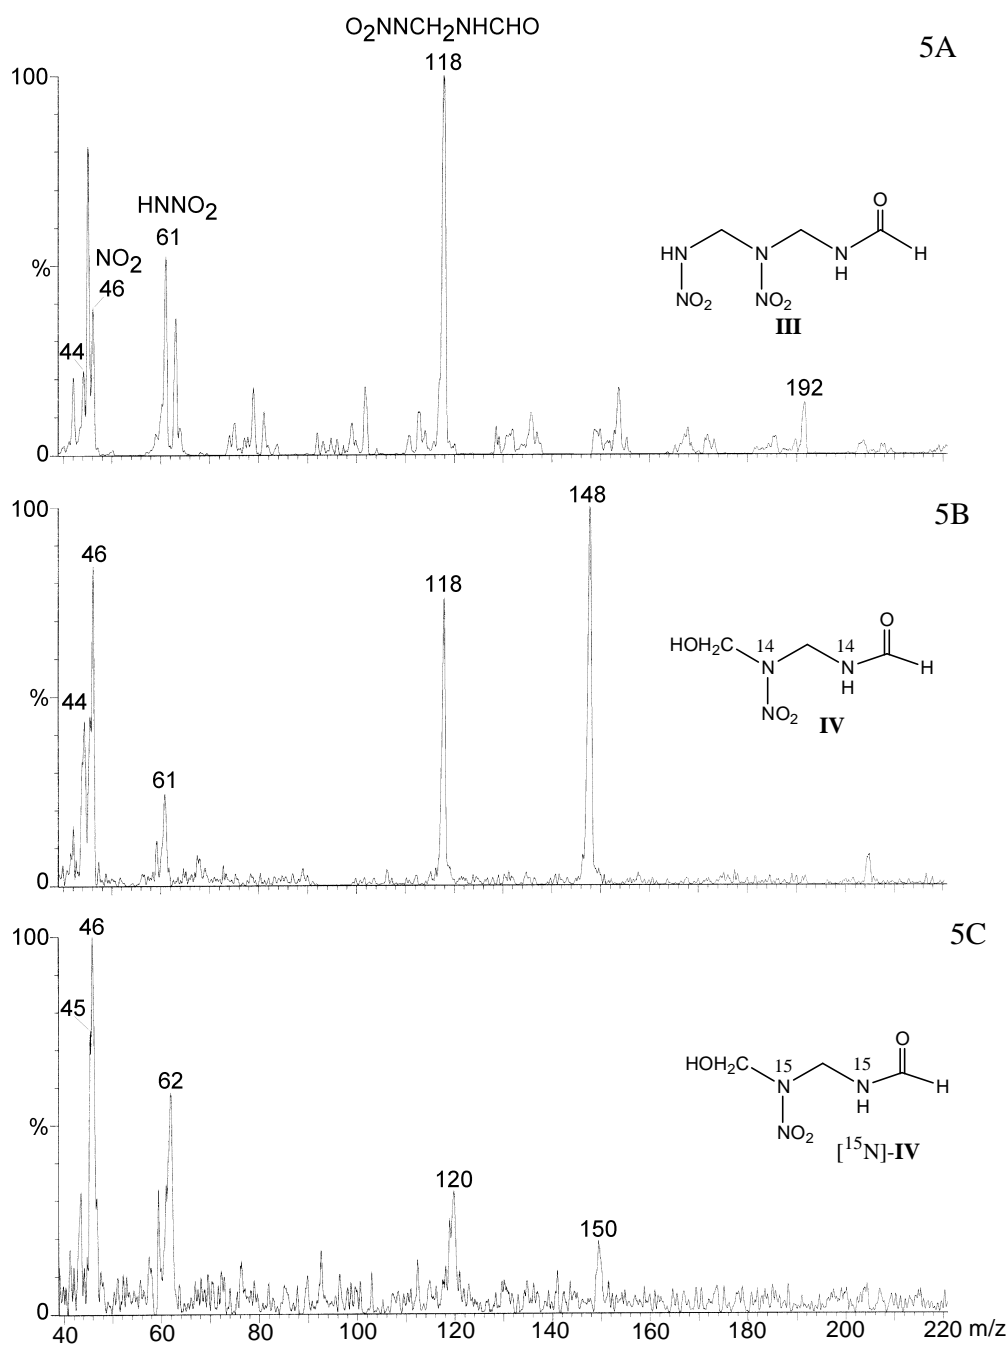 O₂NNCH₂NHCHO
118
5A
100
HNNO₂
61
NO₂
46
%
44
192
0
O
HN
N
N
H
H
NO₂
NO₂
III
148
5B
100
46
118
44
%
61
0
O
HOH₂C
14
14
N
N
H
H
NO₂
IV
46
5C
100
45
62
%
120
150
0
O
HOH₂C
15
15
N
N
H
H
NO₂
[¹⁵N]-IV
40 60 80 100 120 140 160 180 200 220 m/z